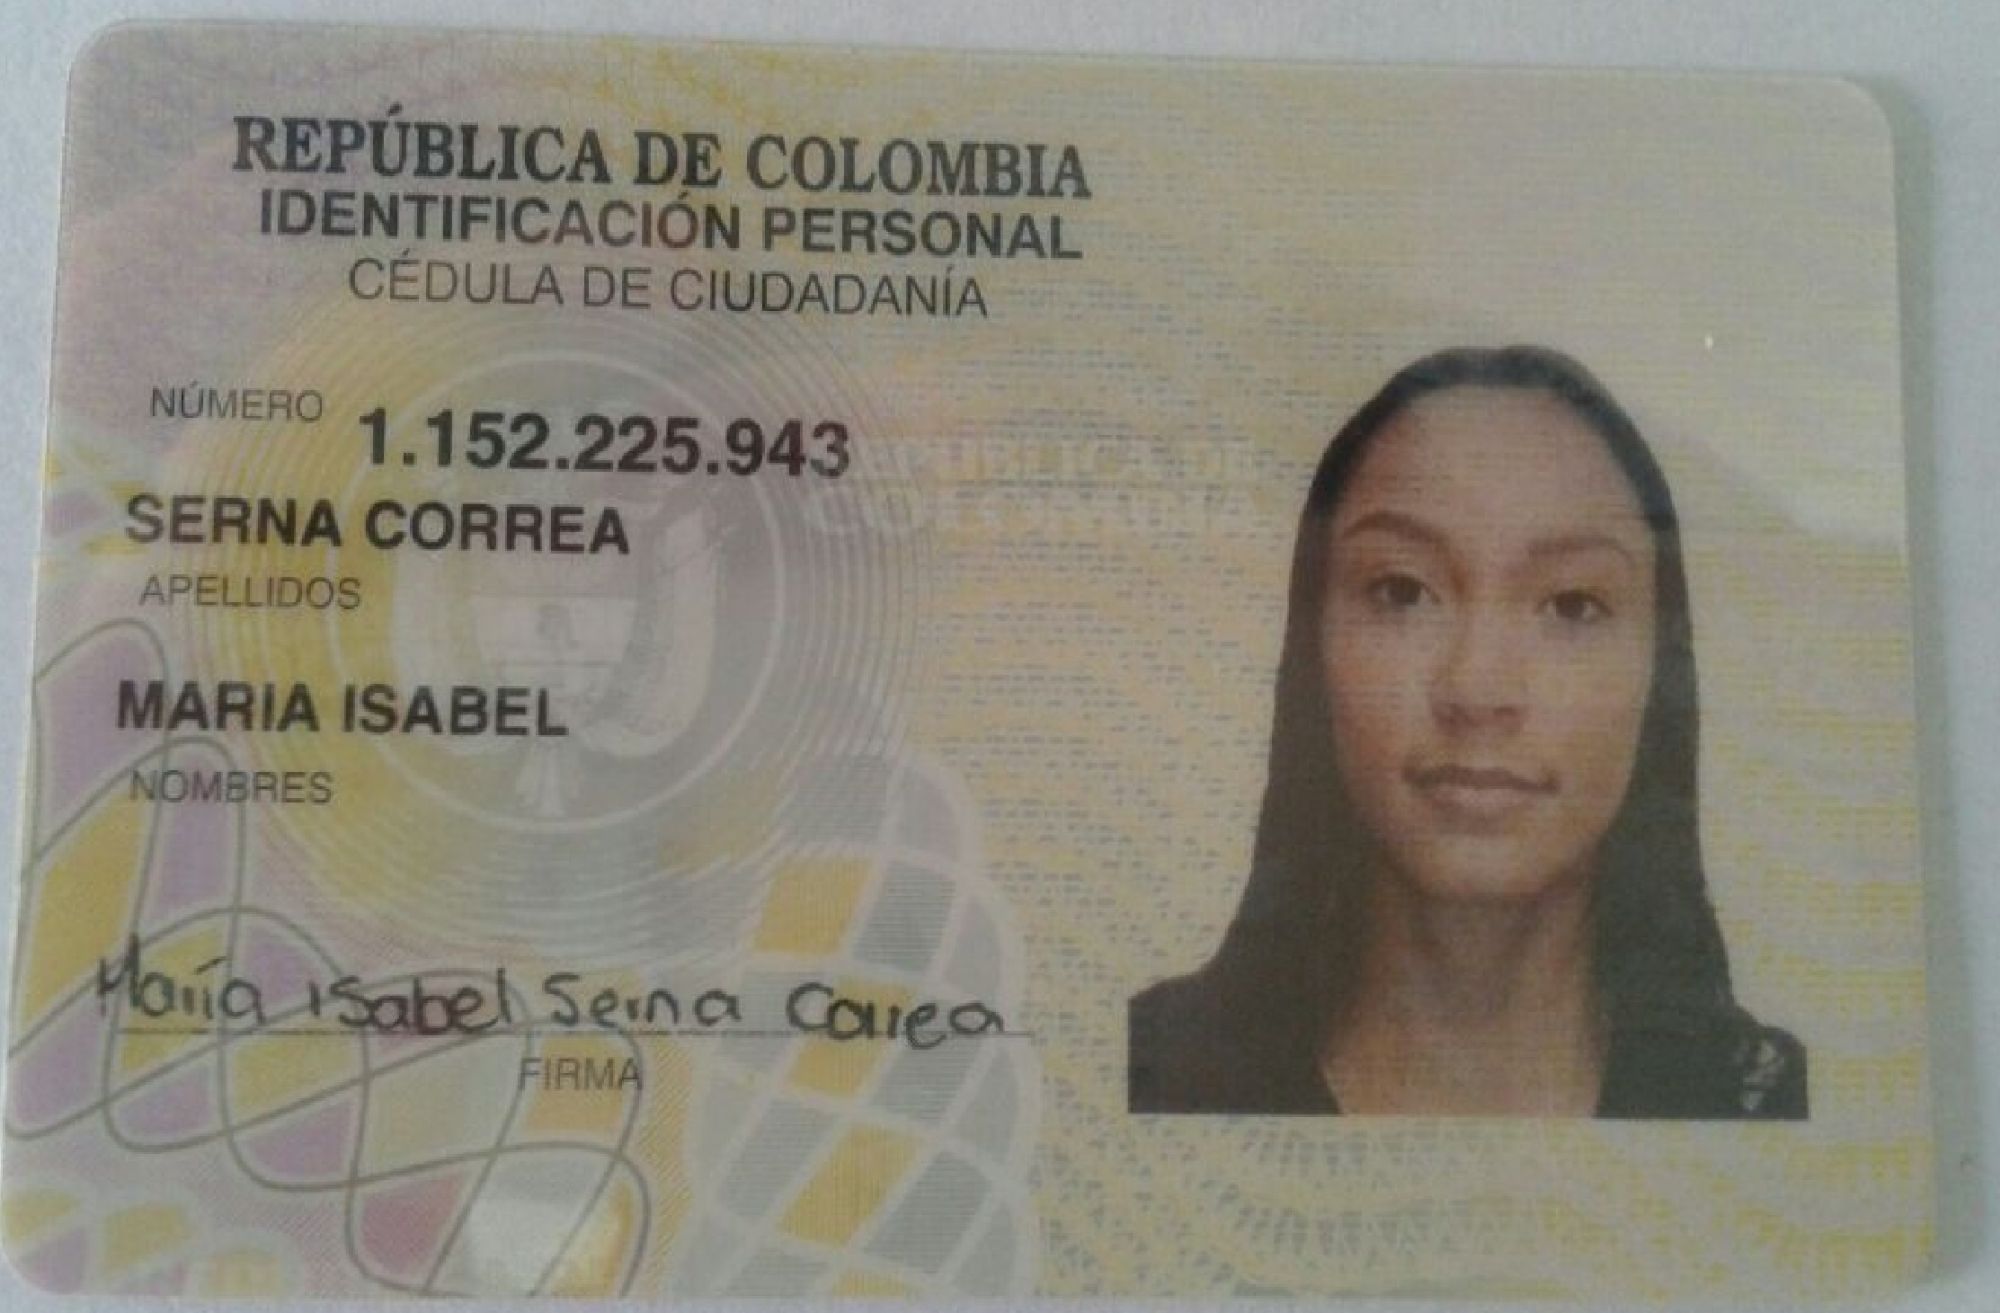 REPÚBLICA DE COLOMBIA
IDENTIFICACIÓN PERSONAL
CÉDULA DE CIUDADANÍA
NÚMERO 1.152.225.943
SERNA CORREA
APELLIDOS
MARIA ISABEL
NOMBRES
María Isabel Serna Correa
FIRMA